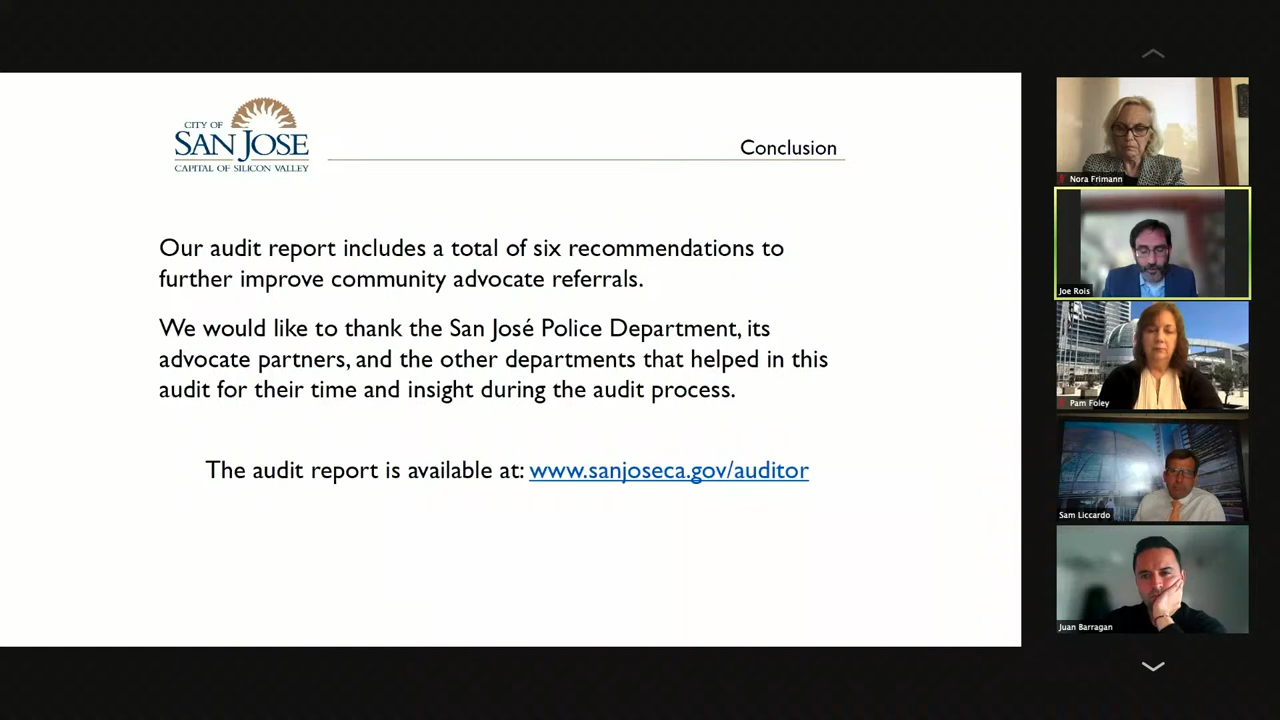 CITY OF
SAN JOSE
CAPITAL OF SILICON VALLEY
Conclusion
Our audit report includes a total of six recommendations to
further improve community advocate referrals.
We would like to thank the San José Police Department, its
advocate partners, and the other departments that helped in this
audit for their time and insight during the audit process.
The audit report is available at: www.sanjoseca.gov/auditor
Nora Frimann
Joe Rois
Pam Foley
Sam Liccardo
Juan Barragan